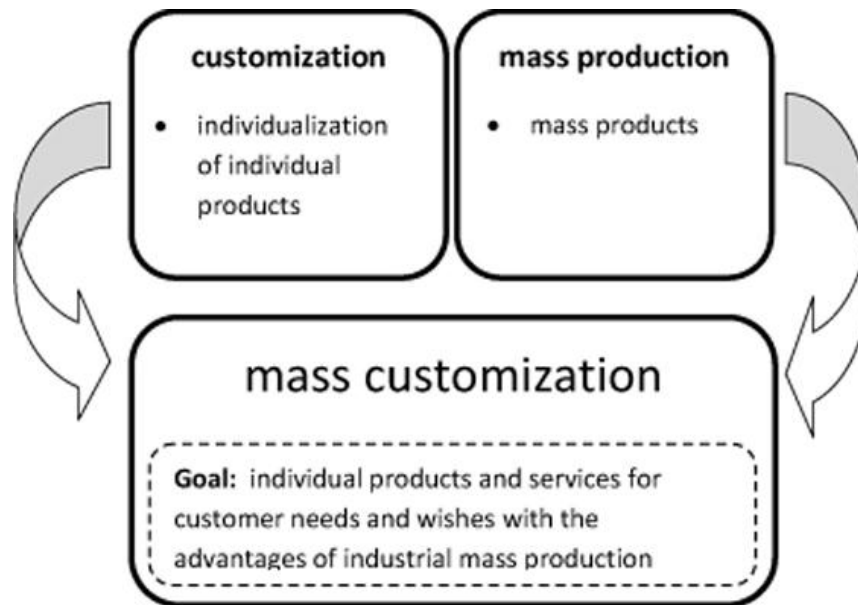 customization
• individualization
of individual
products
mass production
• mass products
mass customization
Goal: individual products and services for
customer needs and wishes with the
advantages of industrial mass production